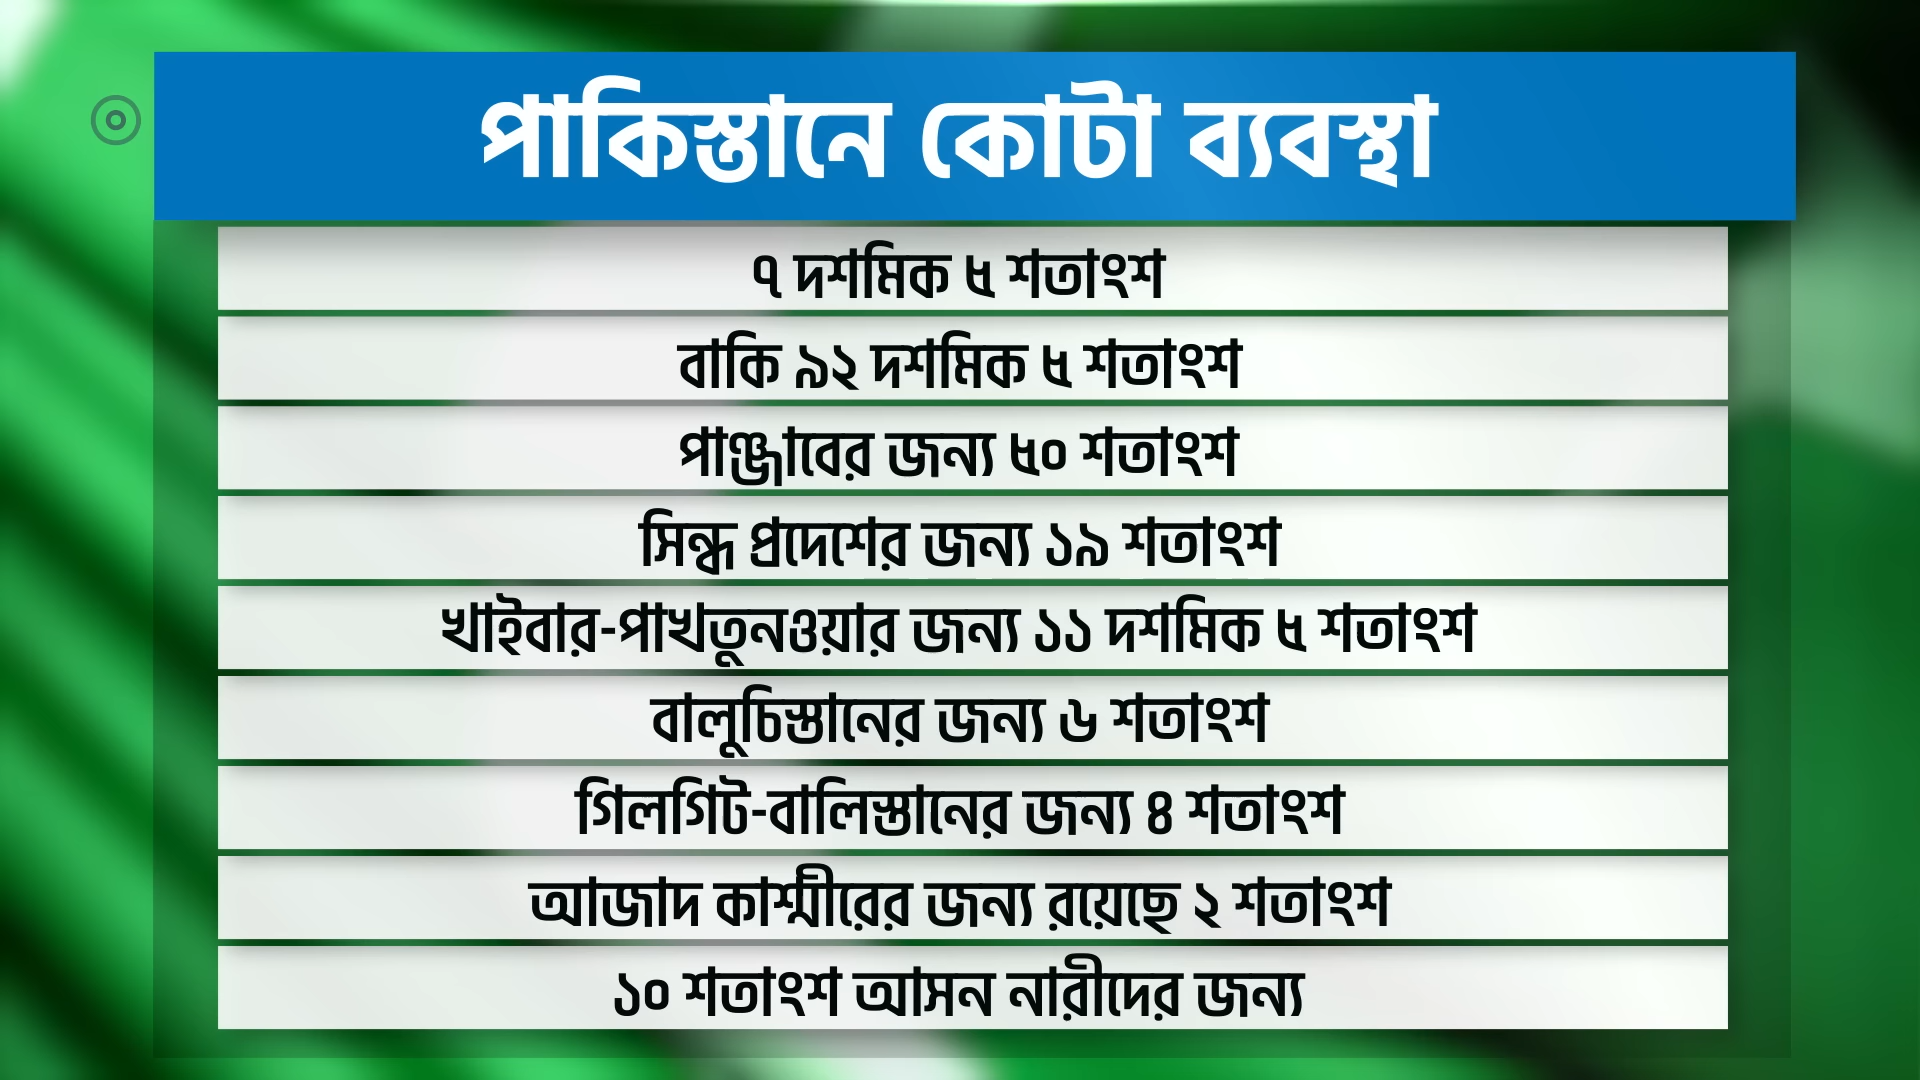 পাকিস্তানে কোটা ব্যবস্থা
৭ দশমিক ৫ শতাংশ
বাকি ৯২ দশমিক ৫ শতাংশ
পাঞ্জাবের জন্য ৫০ শতাংশ
সিন্ধ প্রদেশের জন্য ১৯ শতাংশ
খাইবার-পাখতুনওয়ার জন্য ১১ দশমিক ৫ শতাংশ
বালুচিস্তানের জন্য ৬ শতাংশ
গিলগিট-বালিস্তানের জন্য ৪ শতাংশ
আজাদ কাশ্মীরের জন্য রয়েছে ২ শতাংশ
১০ শতাংশ আসন নারীদের জন্য